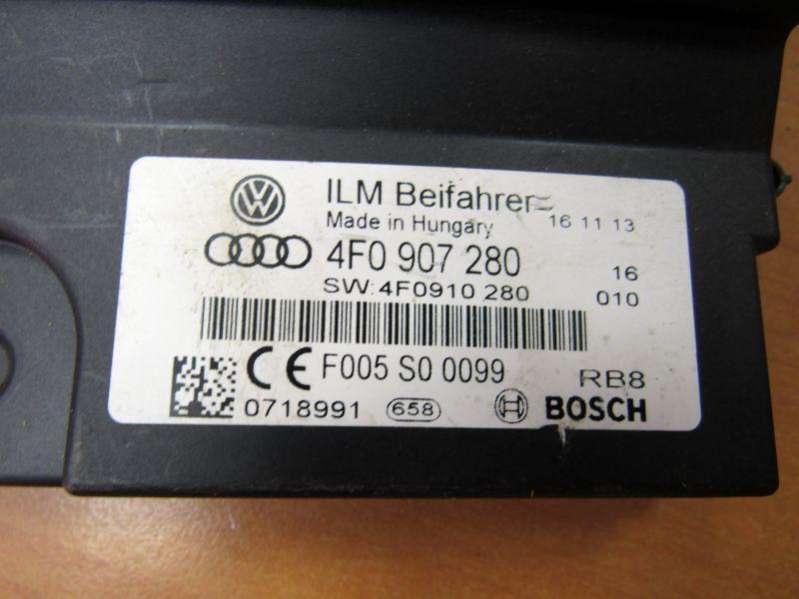 ILM Beifahrer
Made in Hungary 16 11 13
4F0 907 280 16
SW:4F0910 280 010
CE F005 S0 0099 RB8
0718991 658 BOSCH